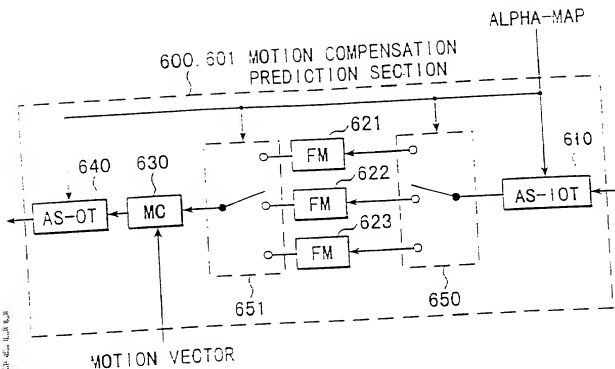 ALPHA-MAP
600, 601 MOTION COMPENSATION
PREDICTION SECTION
621
FM
640
630
622
610
AS-OT
MC
FM
AS-IOT
623
FM
651
650
MOTION VECTOR